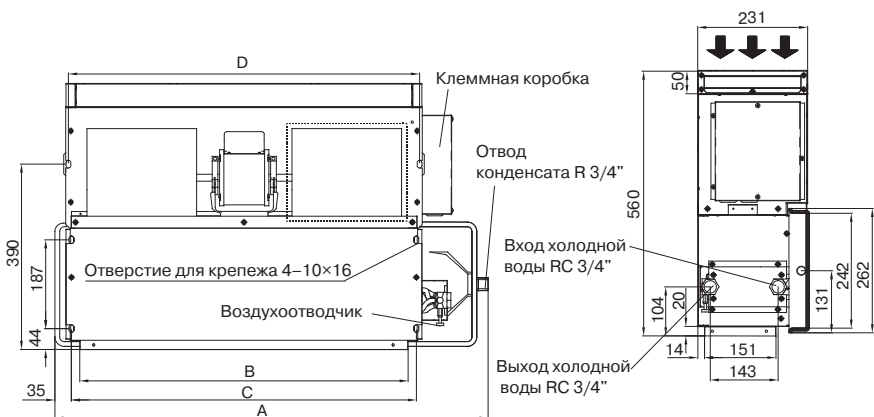 D
Клеммная коробка
Отвод
конденсата R 3/4”
390
187
44
35
Отверстие для крепежа 4–10×16
Воздухоотводчик
B
C
A
231
50
560
Вход холодной
воды RC 3/4”
104
20
242
262
131
14
151
143
Выход холодной
воды RC 3/4”